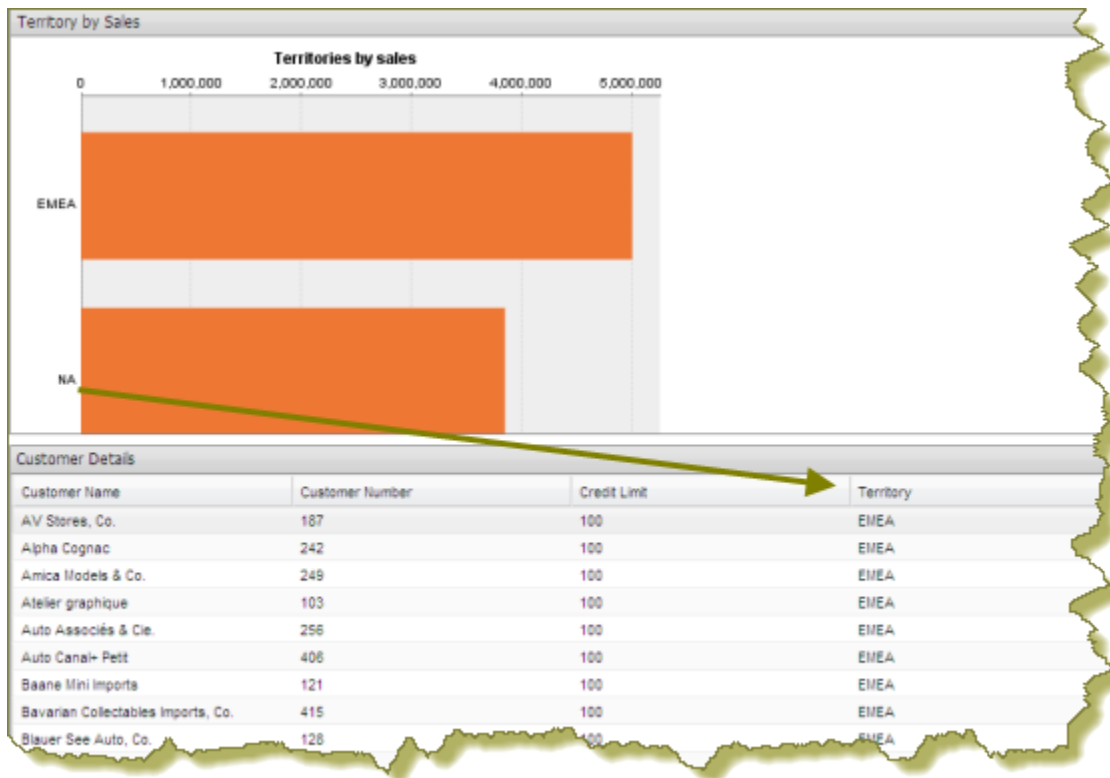 Territory by Sales
Territories by sales
0 1,000,000 2,000,000 3,000,000 4,000,000 5,000,000
EMEA
NA
Customer Details
Customer Name Customer Number Credit Limit Territory
AV Stores, Co. 187 100 EMEA
Alpha Cognac 242 100 EMEA
Amica Models & Co. 249 100 EMEA
Atelier graphique 103 100 EMEA
Auto Associés & Cie. 256 100 EMEA
Auto Canal+ Petit 406 100 EMEA
Baane Mini Imports 121 100 EMEA
Bavarian Collectables Imports, Co. 415 100 EMEA
Blauer See Auto, Co. 128 100 EMEA